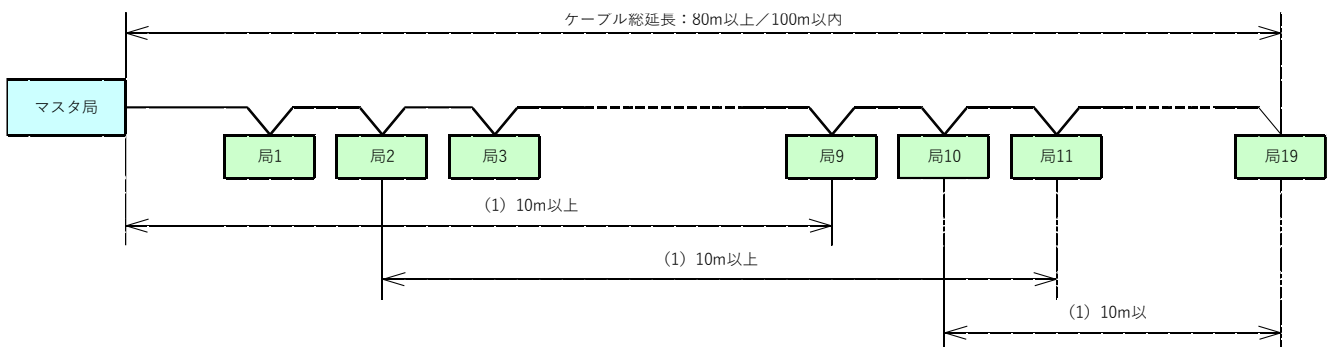 ケーブル総延長：80m以上／100m以内
マスタ局
局1
局2
局3
局9
局10
局11
局19
（1）10m以上
（1）10m以上
（1）10m以